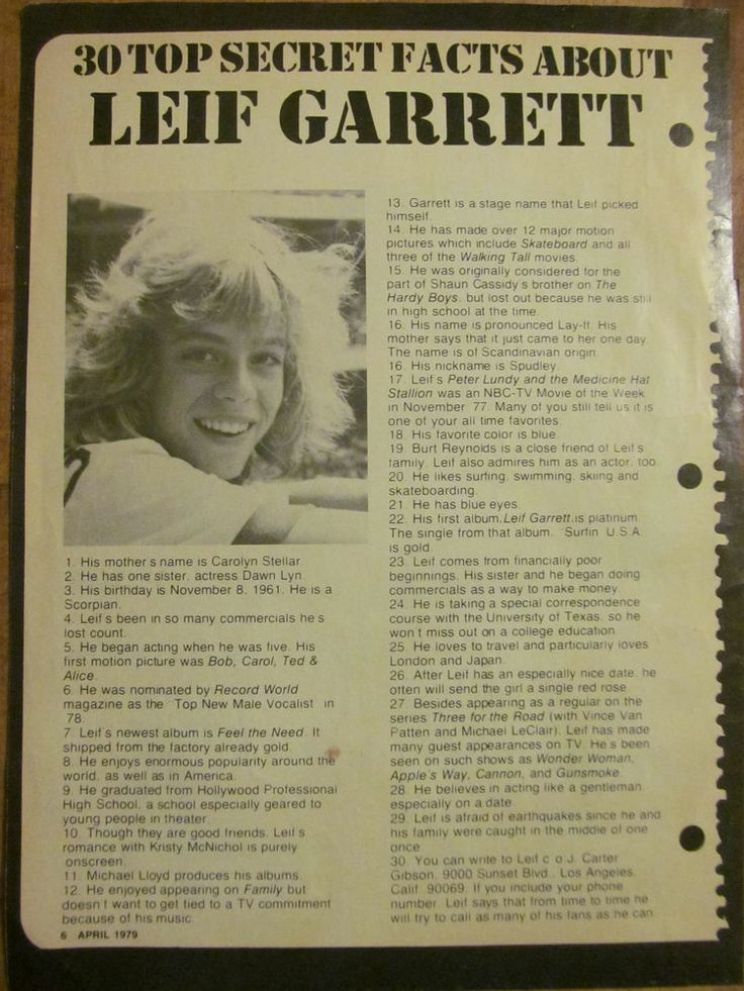 30 TOP SECRET FACTS ABOUT
LEIF GARRETT
1. His mother's name is Carolyn Stellar
2. He has one sister, actress Dawn Lyn.
3. His birthday is November 8, 1961. He is a
Scorpian.
4. Leif's been in so many commercials he's
lost count.
5. He began acting when he was five. His
first motion picture was Bob, Carol, Ted &
Alice.
6. He was nominated by Record World
magazine as the Top New Male Vocalist in
78.
7. Leif's newest album is Feel the Need. It
shipped from the factory already gold.
8. He enjoys enormous popularity around the
world, as well as in America.
9. He graduated from Hollywood Professional
High School, a school especially geared to
young people in theater.
10. Though they are good friends, Leif's
romance with Kristy McNichol is purely
onscreen.
11. Michael Lloyd produces his albums.
12. He enjoyed appearing on Family but
doesn't want to get tied to a TV commitment
because of his music.
6 APRIL 1979
13. Garrett is a stage name that Leif picked
himself.
14. He has made over 12 major motion
pictures which include Skateboard and all
three of the Walking Tall movies.
15. He was originally considered for the
part of Shaun Cassidy's brother on The
Hardy Boys, but lost out because he was still
in high school at the time.
16. His name is pronounced Lay-ff. His
mother says that it just came to her one day.
The name is of Scandinavian origin.
16. His nickname is Spudley.
17. Leif's Peter Lundy and the Medicine Hat
Stallion was an NBC-TV Movie of the Week
in November '77. Many of you still tell us it is
one of your all time favorites.
18. His favorite color is blue.
19. Burt Reynolds is a close friend of Leif's
family. Leif also admires him as an actor, too.
20. He likes surfing, swimming, skiing and
skateboarding.
21. He has blue eyes.
22. His first album, Leif Garrett, is platinum.
The single from that album, Surfin' U.S.A.
is gold.
23. Leif comes from financially poor
beginnings. His sister and he began doing
commercials as a way to make money.
24. He is taking a special correspondence
course with the University of Texas, so he
won't miss out on a college education.
25. He loves to travel and particularly loves
London and Japan.
26. After Leif has an especially nice date, he
often will send the girl a single red rose.
27. Besides appearing as a regular on the
series Three for the Road (with Vince Van
Patten and Michael LeClair), Leif has made
many guest appearances on TV. He's been
seen on such shows as Wonder Woman,
Apple's Way, Cannon, and Gunsmoke.
28. He believes in acting like a gentleman,
especially on a date.
29. Leif is afraid of earthquakes since he and
his family were caught in the middle of one
once.
30. You can write to Leif c/o J. Carter
Gibson, 9000 Sunset Blvd., Los Angeles,
Calif. 90069. If you include your phone
number, Leif says that from time to time he
will try to call as many of his fans as he can.